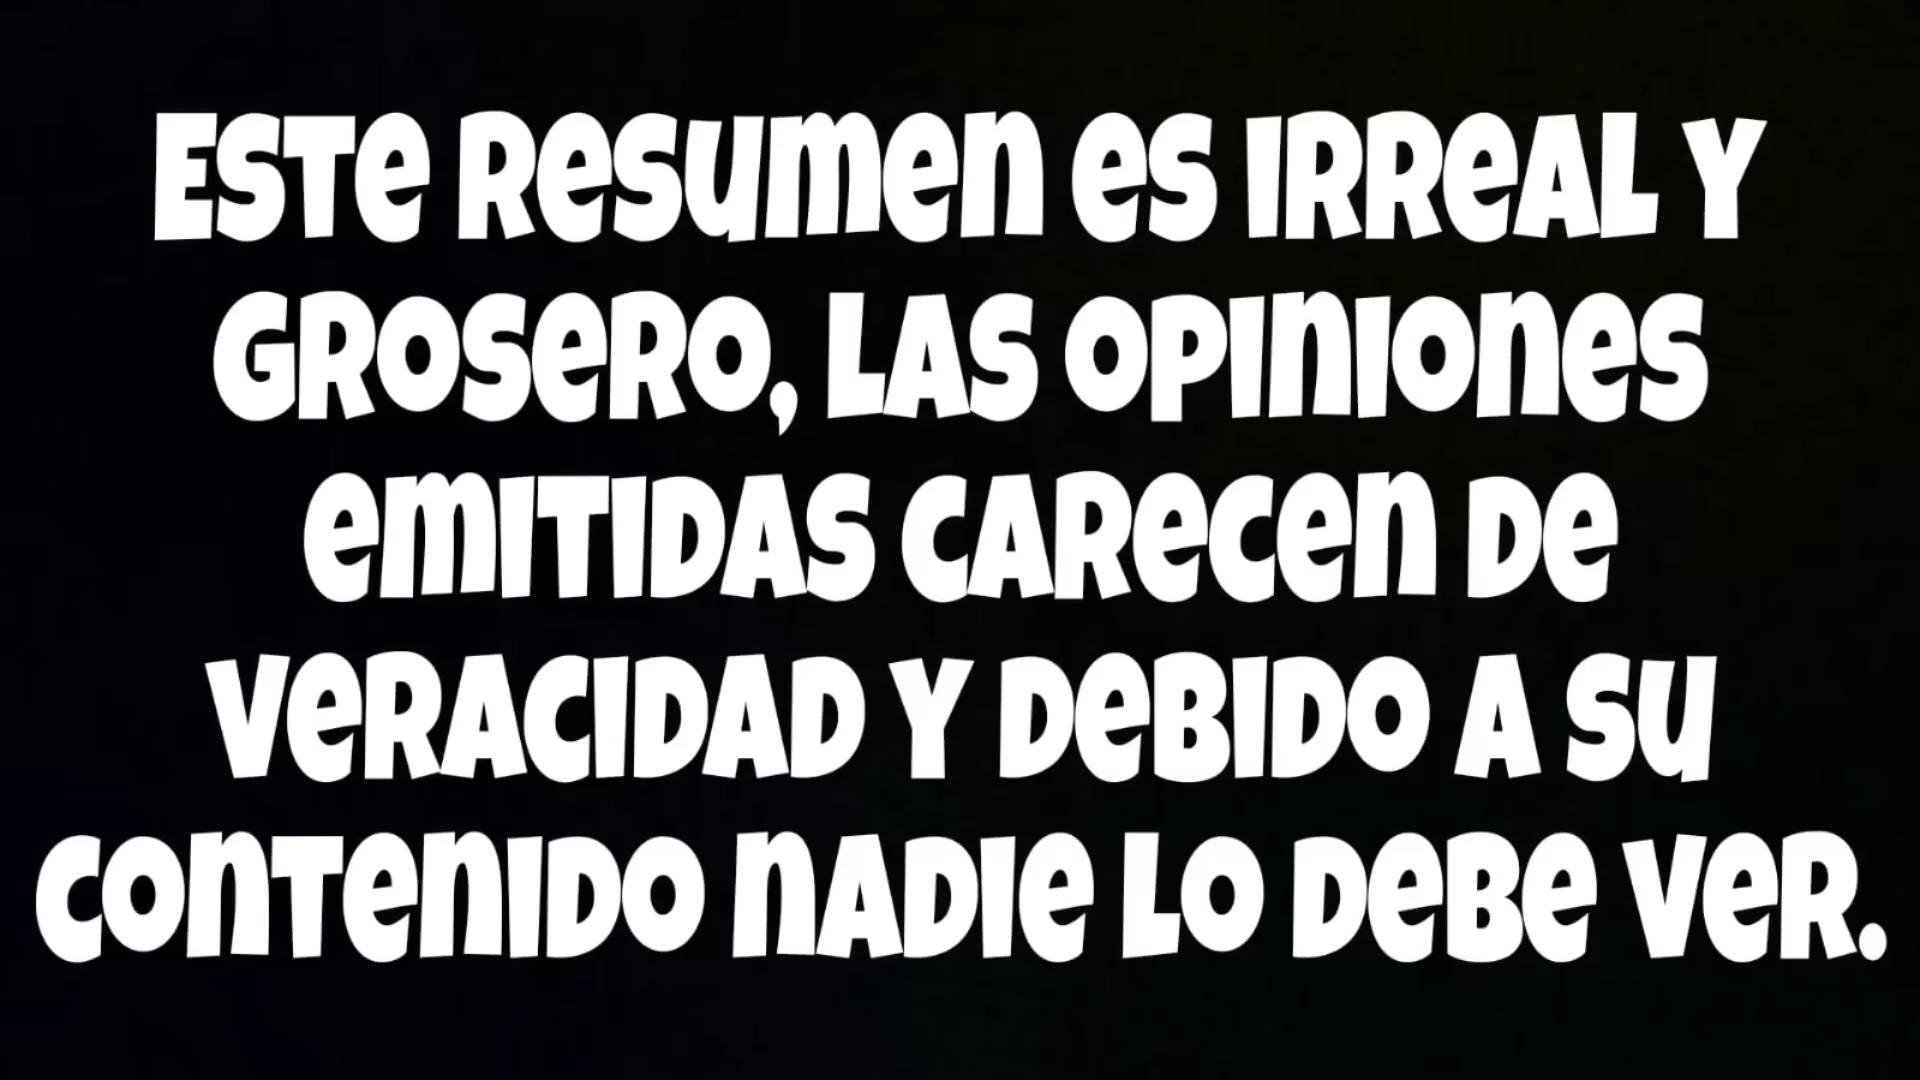 Este resumen es irreal y
grosero, las opiniones
emitidas carecen de
veracidad y debido a su
contenido nadie lo debe ver.